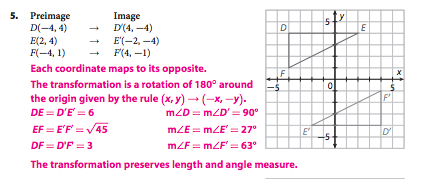 5. Preimage Image
D(−4, 4) → D′(4, −4)
E(2, 4) → E′(−2, −4)
F(−4, 1) → F′(4, −1)
Each coordinate maps to its opposite.
The transformation is a rotation of 180° around
the origin given by the rule (x, y) → (−x, −y).
DE = D′E′ = 6 m∠D = m∠D′ = 90°
EF = E′F′ = √45 m∠E = m∠E′ = 27°
DF = D′F′ = 3 m∠F = m∠F′ = 63°
The transformation preserves length and angle measure.
5 y
D E
F x
−5 0 5
F′
E′ −5 D′